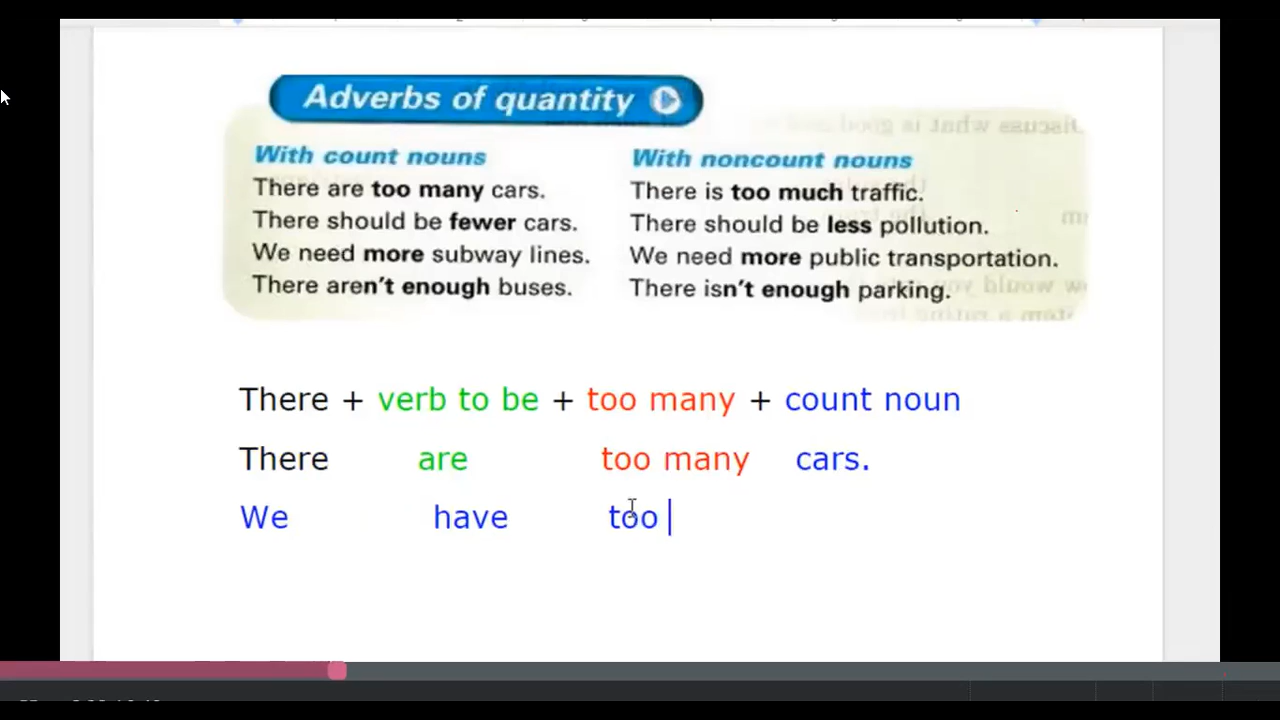 Adverbs of quantity
With count nouns
There are too many cars.
There should be fewer cars.
We need more subway lines.
There aren't enough buses.
With noncount nouns
There is too much traffic.
There should be less pollution.
We need more public transportation.
There isn't enough parking.
There + verb to be + too many + count noun
There are too many cars.
We have too